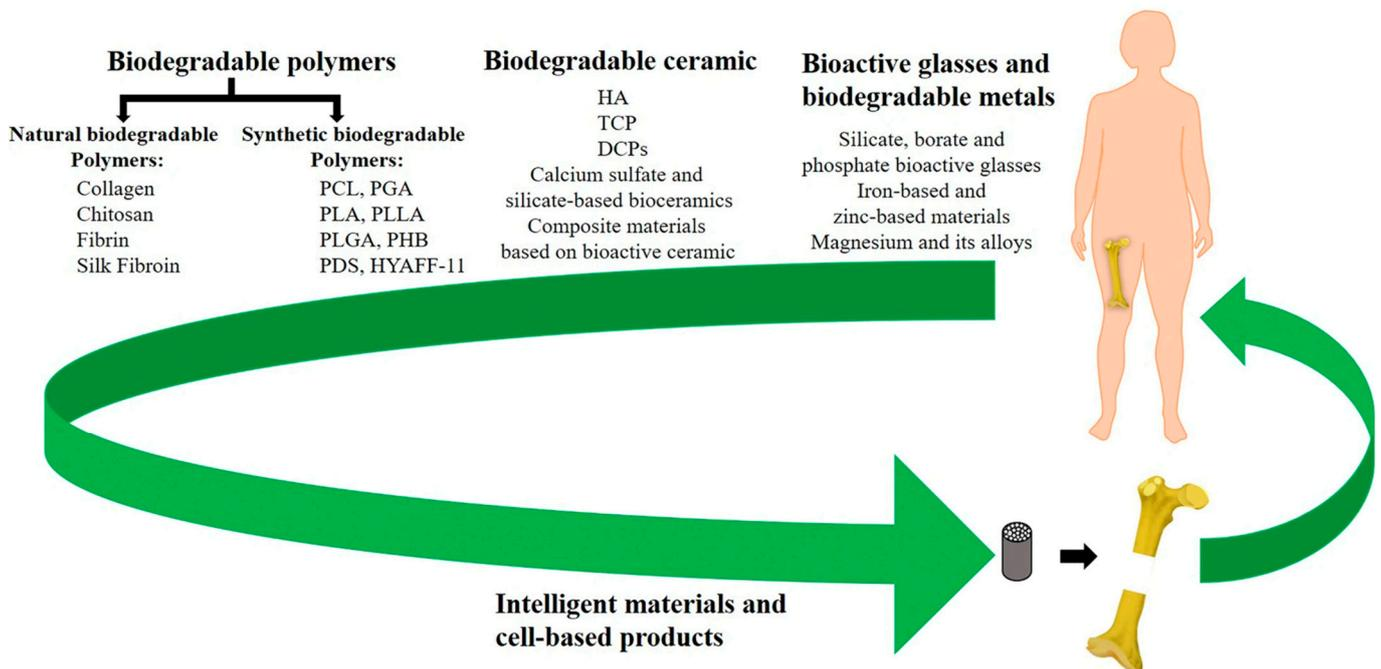 Biodegradable polymers
Natural biodegradable
Polymers:
Collagen
Chitosan
Fibrin
Silk Fibroin
Synthetic biodegradable
Polymers:
PCL, PGA
PLA, PLLA
PLGA, PHB
PDS, HYAFF-11
Biodegradable ceramic
HA
TCP
DCPs
Calcium sulfate and
silicate-based bioceramics
Composite materials
based on bioactive ceramic
Bioactive glasses and
biodegradable metals
Silicate, borate and
phosphate bioactive glasses
Iron-based and
zinc-based materials
Magnesium and its alloys
Intelligent materials and
cell-based products